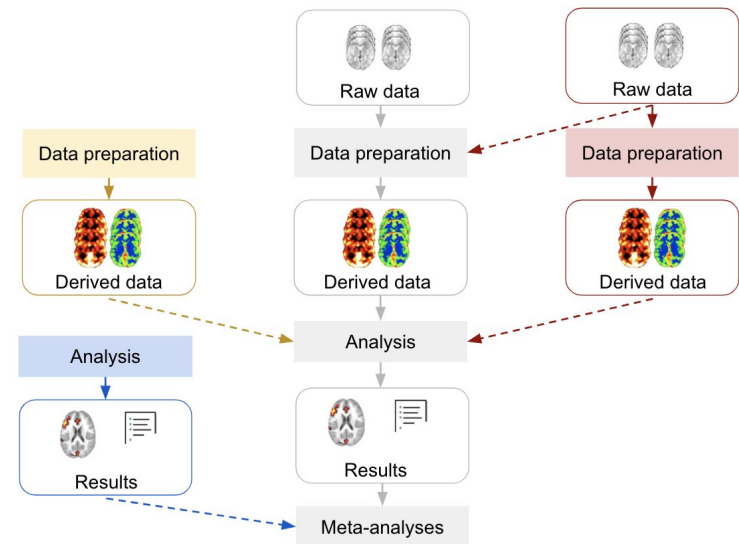 Raw data
Raw data
Data preparation
Data preparation
Data preparation
Derived data
Derived data
Derived data
Analysis
Analysis
Results
Results
Meta-analyses